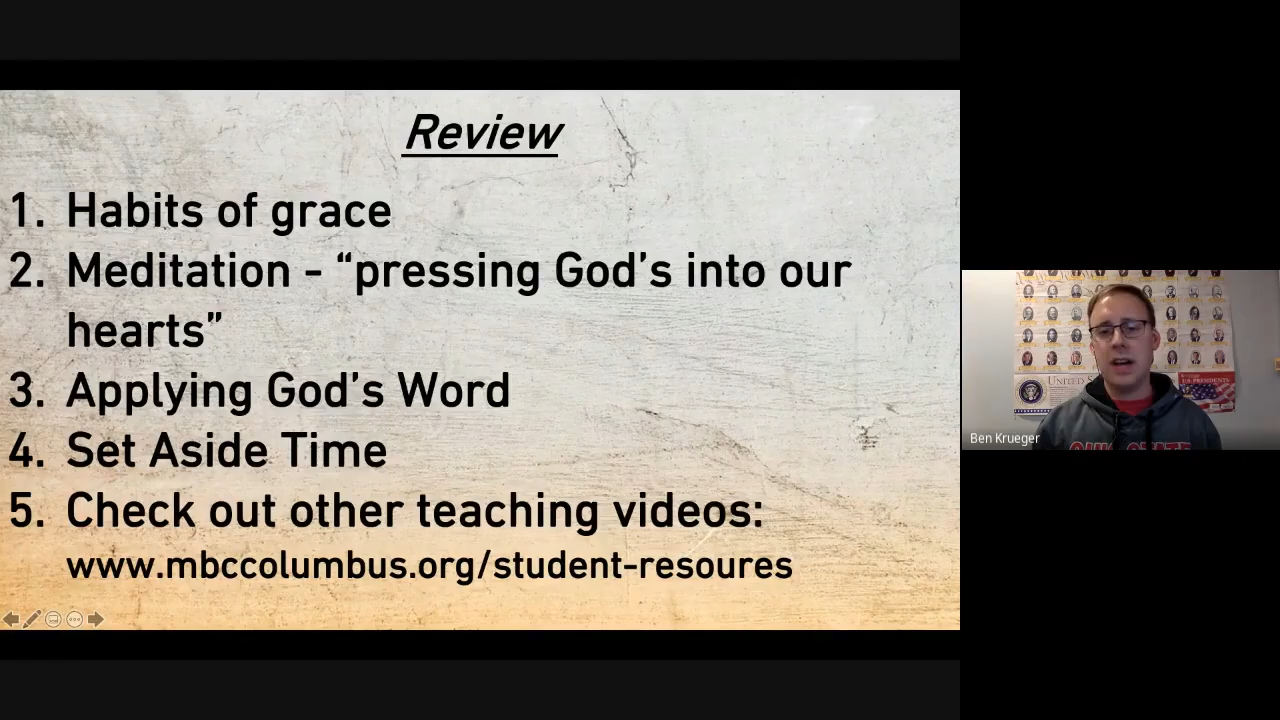 Review
1. Habits of grace
2. Meditation - “pressing God’s into our
hearts”
3. Applying God’s Word
4. Set Aside Time
5. Check out other teaching videos:
www.mbccolumbus.org/student-resoures
Ben Krueger
U.S. PRESIDENTS